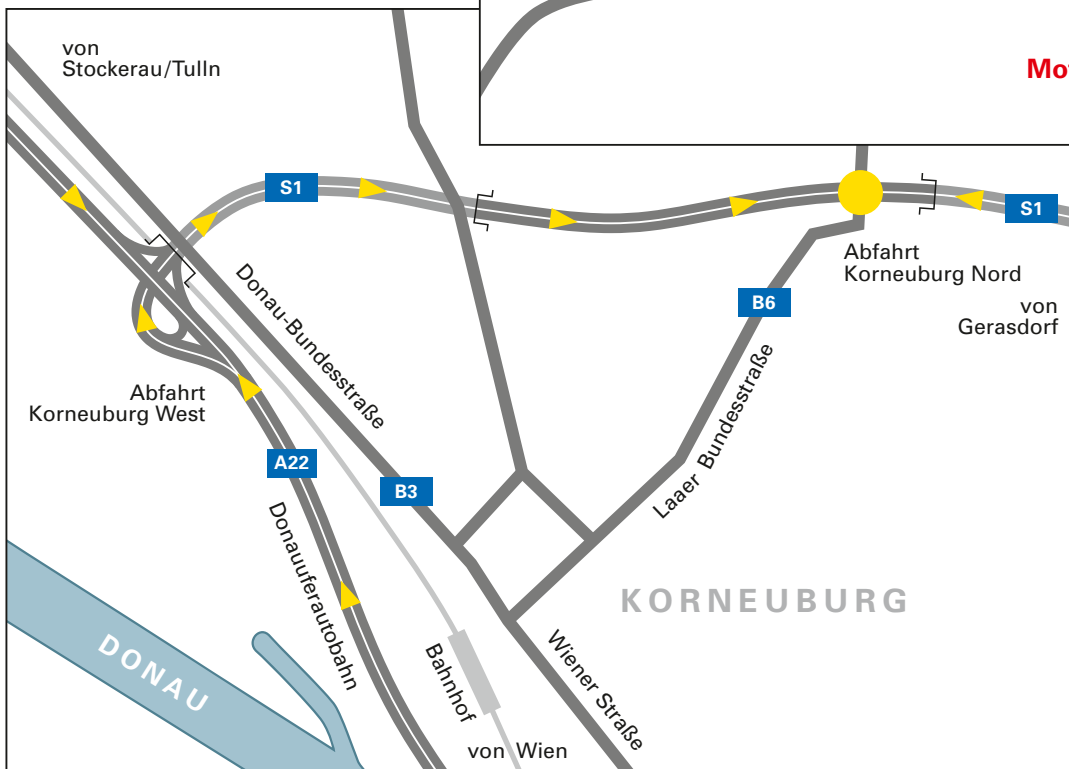 von
Stockerau/Tulln
S1
S1
Abfahrt
Korneuburg Nord
von
Gerasdorf
B6
Donau-Bundesstraße
Abfahrt
Korneuburg West
A22
B3
Laaer Bundesstraße
Donauuferautobahn
KORNEUBURG
DONAU
Bahnhof
Wiener Straße
von Wien